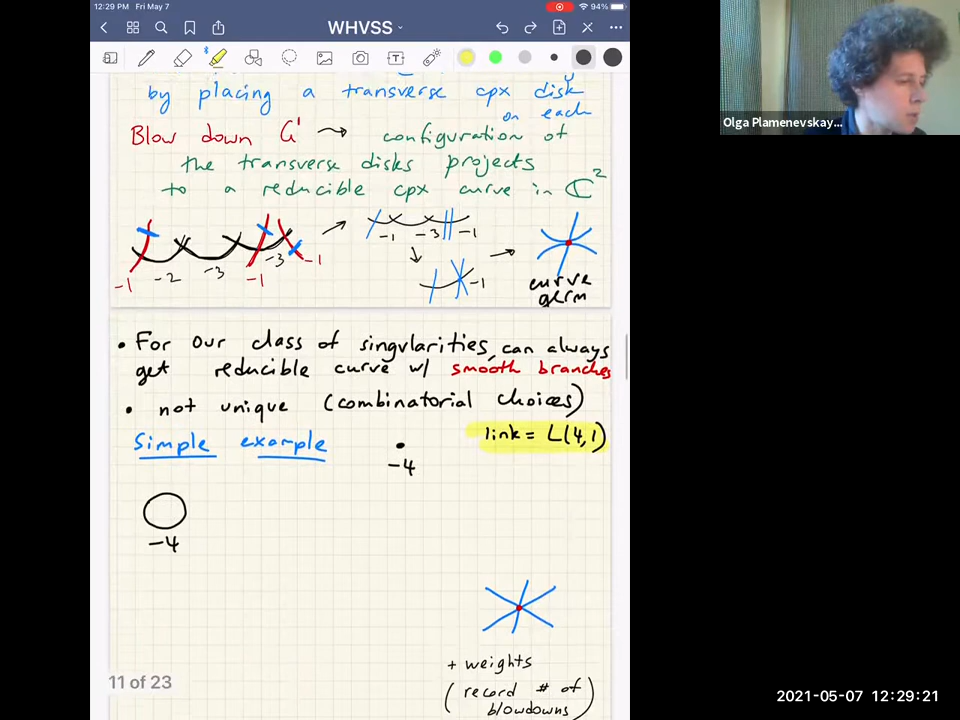 12:29 PM Fri May 7
94%
WHVSS
by placing a transverse cpx disk
on each
Blow down G' ⇝ configuration of
the transverse disks projects
to a reducible cpx curve in ℂ²
-1 -2 -3 -1 -3 -1
-1 -3 -1
-1
curve
germ
• For our class of singularities, can always
get reducible curve w/ smooth branches
• not unique (combinatorial choices)
Simple example
-4
link = L(4,1)
-4
+ weights
(record # of
blowdowns)
11 of 23
Olga Plamenevskay...
2021-05-07 12:29:21